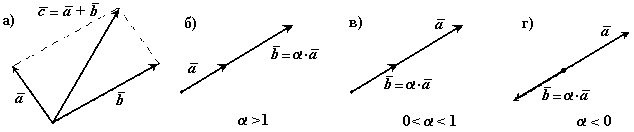 а)
c̅ = a̅ + b̅
a̅
b̅
б)
a̅
b̅ = α·a̅
α >1
в)
a̅
b̅ = α·a̅
0< α < 1
г)
a̅
b̅ = α·a̅
α < 0